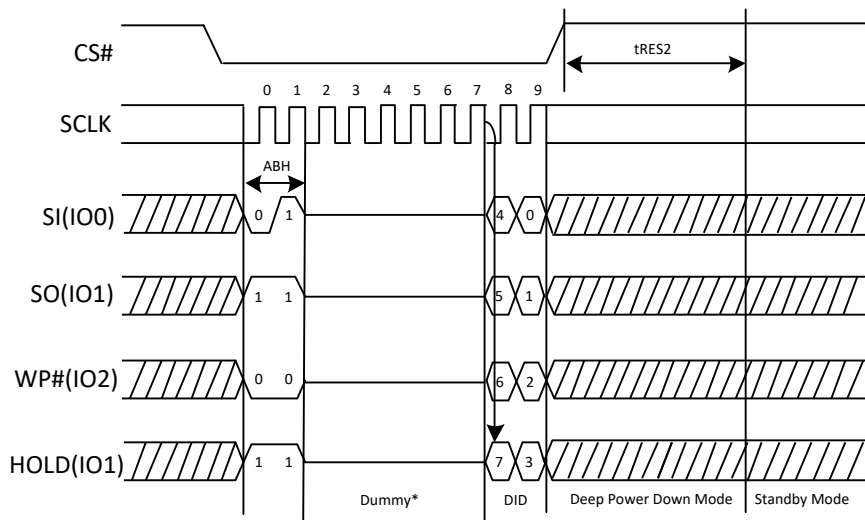 CS#
tRES2
0 1 2 3 4 5 6 7 8 9
SCLK
ABH
SI(IO0)
0 1
4 0
SO(IO1)
1 1
5 1
WP#(IO2)
0 0
6 2
HOLD(IO1)
1 1
7 3
Dummy*
DID
Deep Power Down Mode
Standby Mode